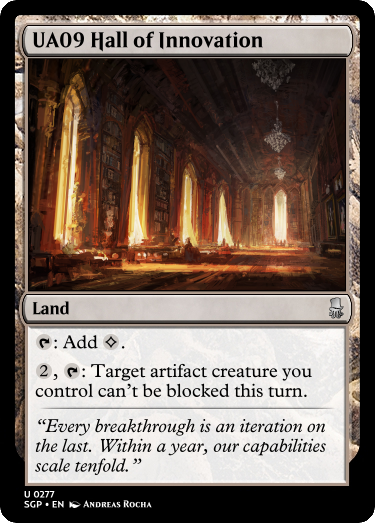 UA09 Hall of Innovation
Land
: Add .
2, : Target artifact creature you
control can't be blocked this turn.
“Every breakthrough is an iteration on
the last. Within a year, our capabilities
scale tenfold.”
U 0277
SGP • EN Andreas Rocha